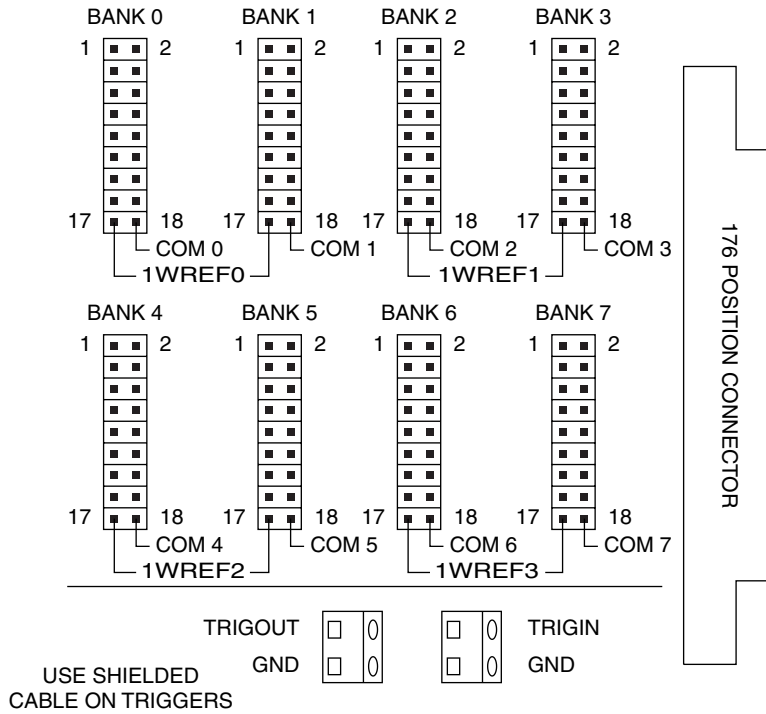 BANK 0 BANK 1 BANK 2 BANK 3
1 2 1 2 1 2 1 2
17 18 17 18 17 18 17 18
COM 0 COM 1 COM 2 COM 3
1WREF0 1WREF1
BANK 4 BANK 5 BANK 6 BANK 7
1 2 1 2 1 2 1 2
17 18 17 18 17 18 17 18
COM 4 COM 5 COM 6 COM 7
1WREF2 1WREF3
176 POSITION CONNECTOR
TRIGOUT TRIGIN
GND GND
USE SHIELDED
CABLE ON TRIGGERS